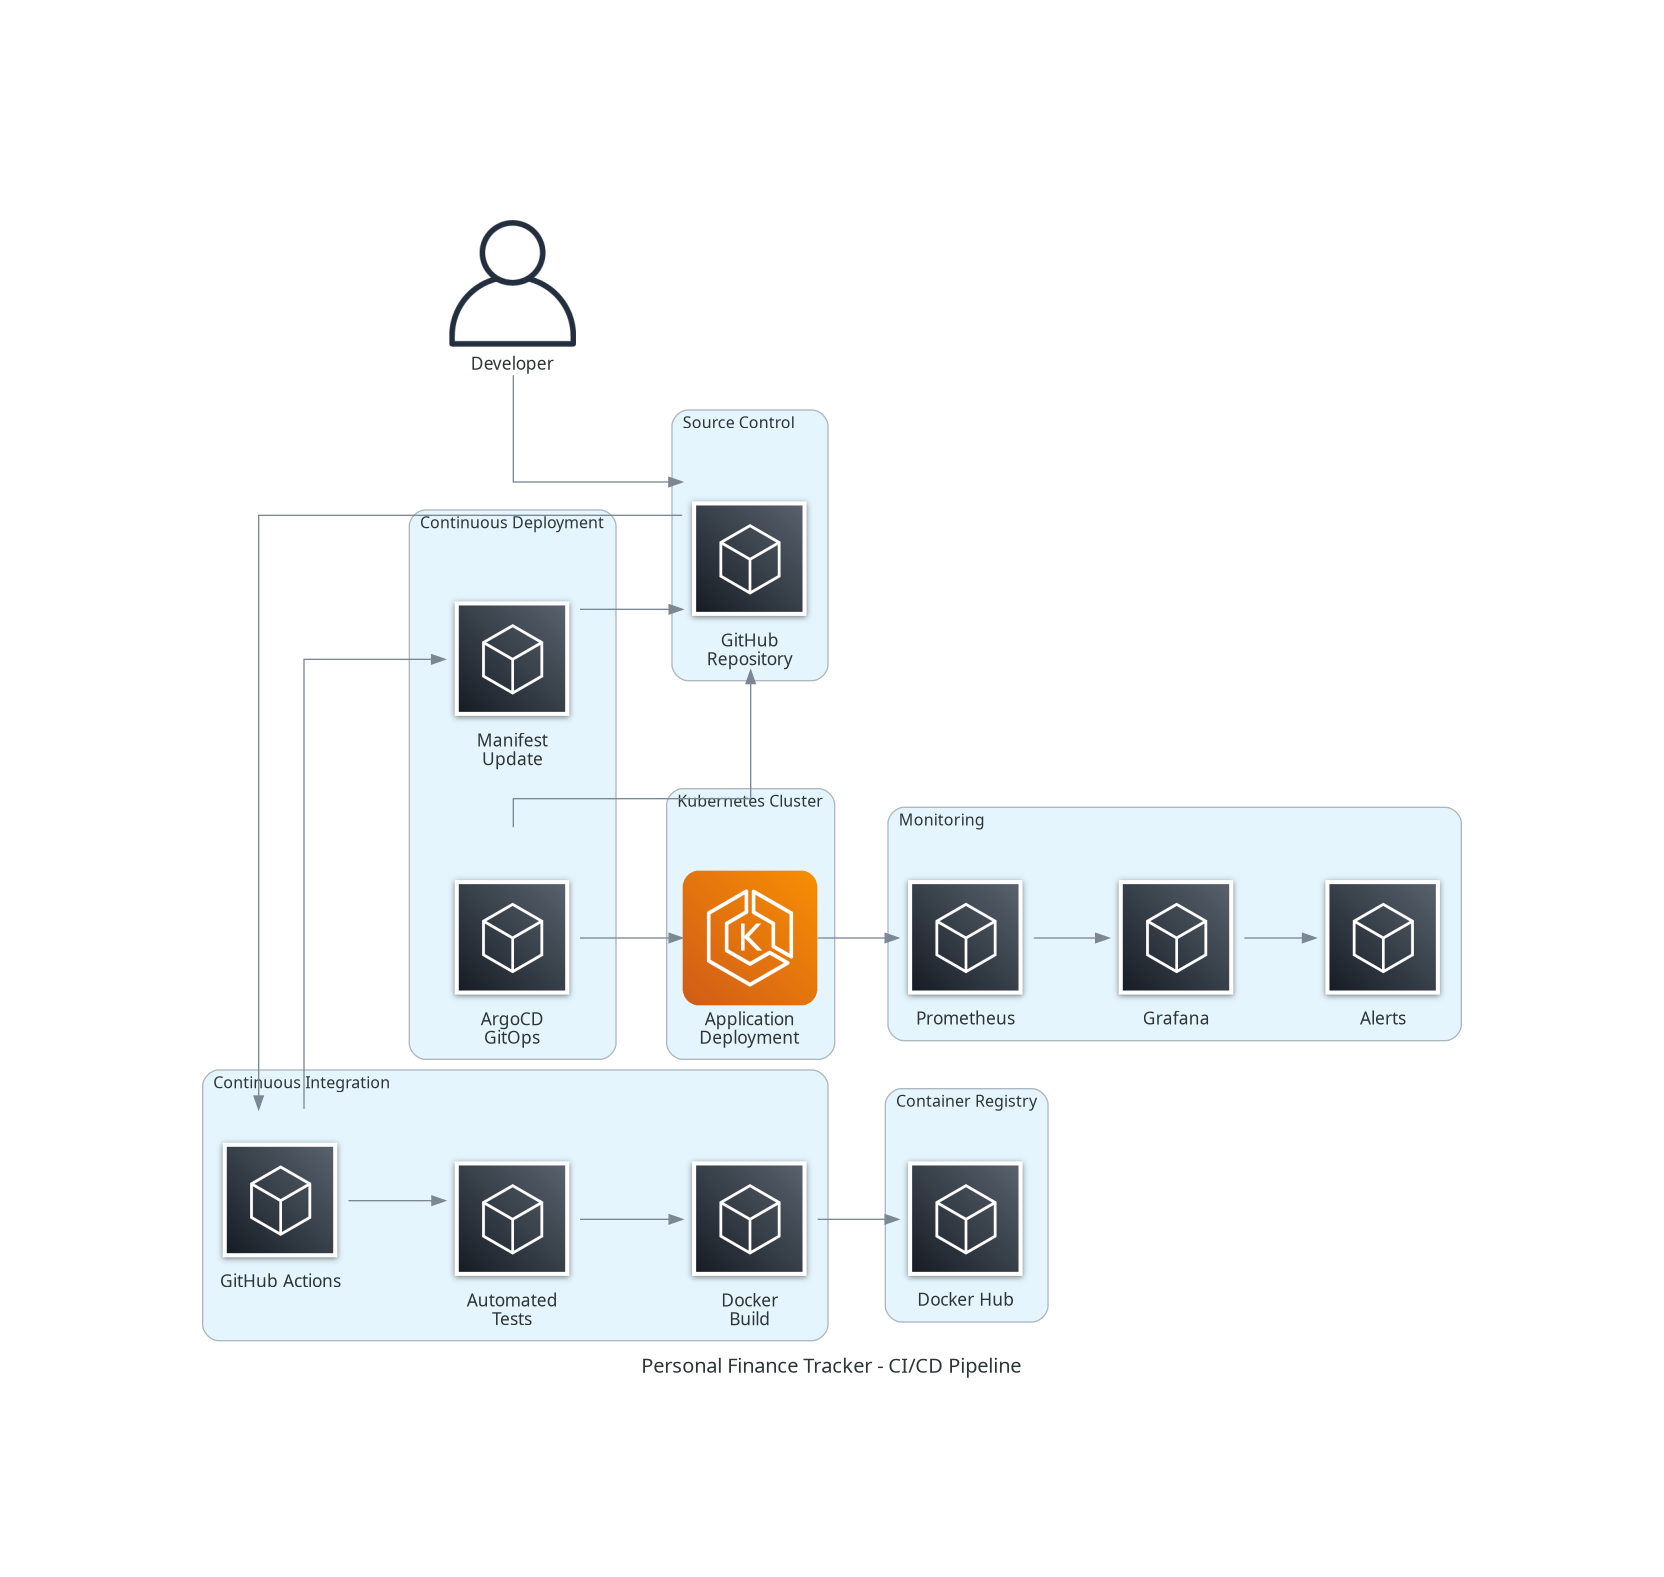 Developer
Source Control
GitHub
Repository
Continuous Deployment
Manifest
Update
ArgoCD
GitOps
Kubernetes Cluster
K
Application
Deployment
Monitoring
Prometheus
Grafana
Alerts
Continuous Integration
GitHub Actions
Automated
Tests
Docker
Build
Container Registry
Docker Hub
Personal Finance Tracker - CI/CD Pipeline